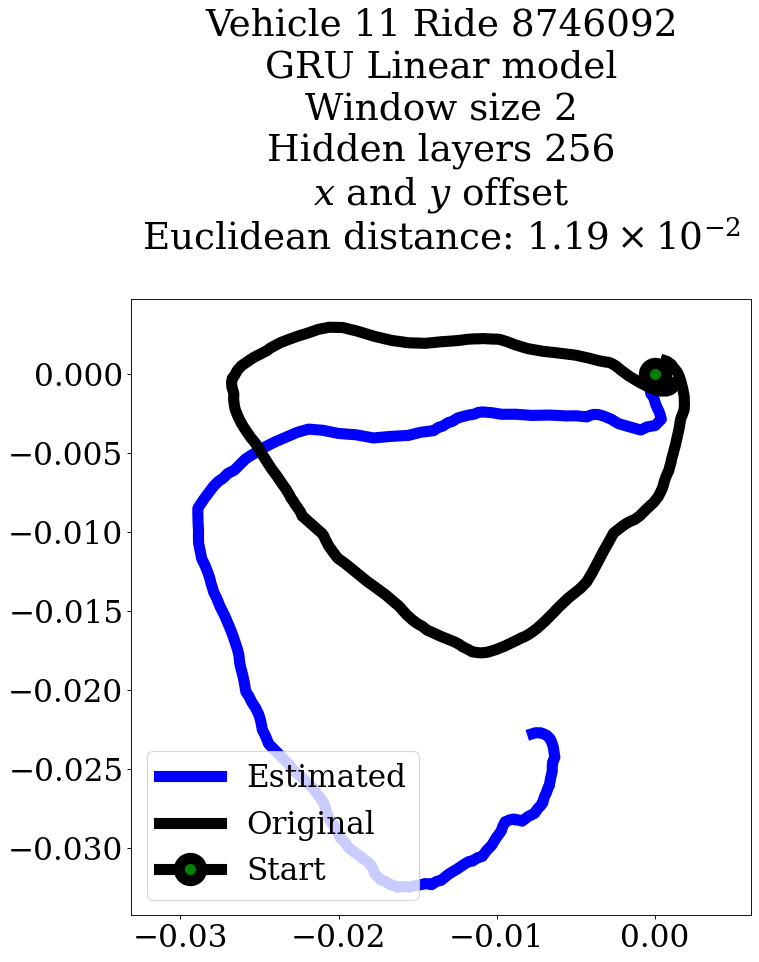 Vehicle 11 Ride 8746092
GRU Linear model
Window size 2
Hidden layers 256
x and y offset
Euclidean distance: 1.19 × 10⁻²
0.000
−0.005
−0.010
−0.015
−0.020
−0.025
−0.030
Estimated
Original
Start
−0.03 −0.02 −0.01 0.00